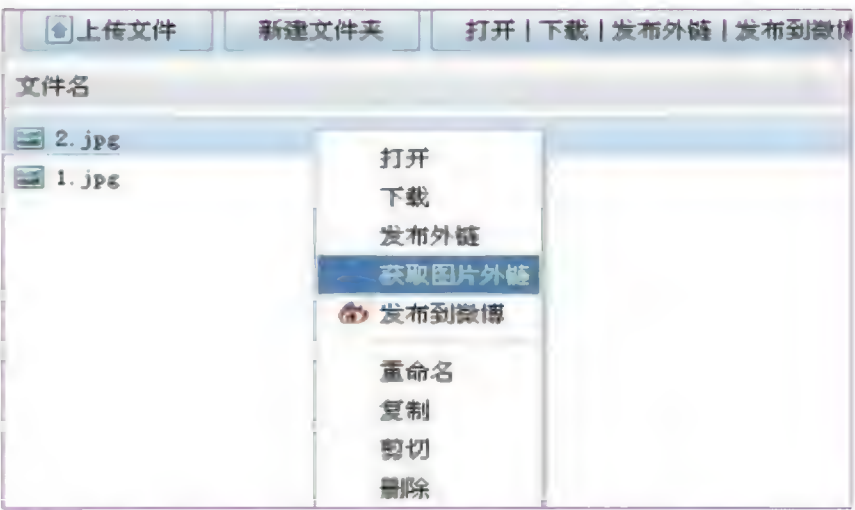 上传文件 新建文件夹 打开 | 下载 | 发布外链 | 发布到微博
文件名
2.jpg
1.jpg
打开
下载
发布外链
获取图片外链
发布到微博
重命名
复制
剪切
删除